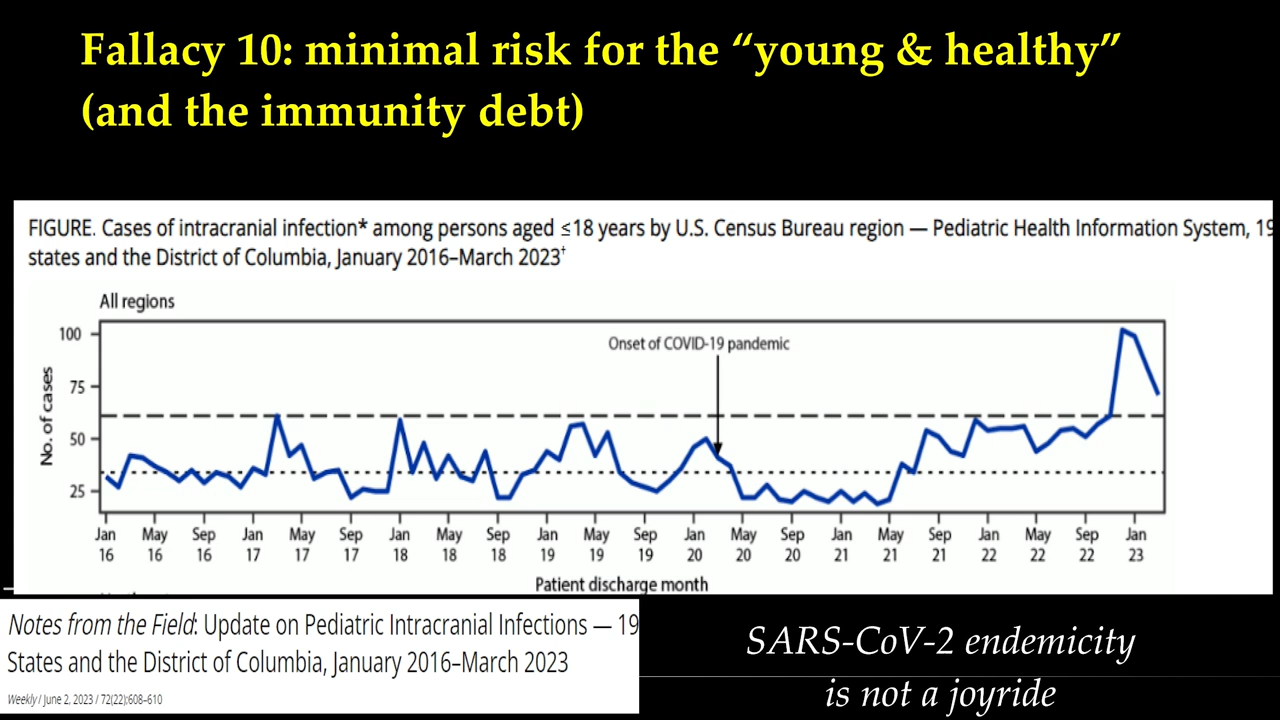 Fallacy 10: minimal risk for the “young & healthy”
(and the immunity debt)
FIGURE. Cases of intracranial infection* among persons aged ≤18 years by U.S. Census Bureau region — Pediatric Health Information System, 19
states and the District of Columbia, January 2016–March 2023†
All regions
No. of cases
100
75
50
25
Onset of COVID-19 pandemic
Jan May Sep Jan May Sep Jan May Sep Jan May Sep Jan May Sep Jan May Sep Jan May Sep Jan
16 16 16 17 17 17 18 18 18 19 19 19 20 20 20 21 21 21 22 22 22 23
Patient discharge month
Notes from the Field: Update on Pediatric Intracranial Infections — 19
States and the District of Columbia, January 2016–March 2023
Weekly / June 2, 2023 / 72(22);608–610
SARS-CoV-2 endemicity
is not a joyride